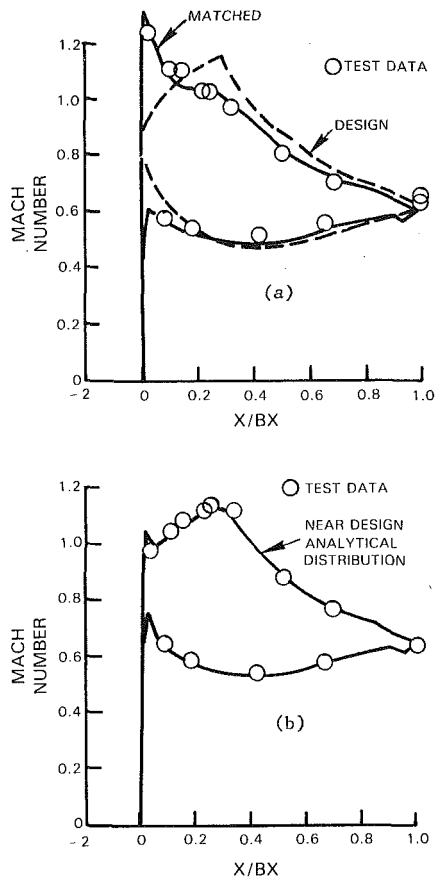 MATCHED
TEST DATA
DESIGN
1.2
1.0
0.8
0.6
0.4
0.2
0
MACH
NUMBER
(a)
- 2
0
0.2
0.4
0.6
0.8
1.0
X/BX
TEST DATA
NEAR DESIGN
ANALYTICAL
DISTRIBUTION
1.2
1.0
0.8
0.6
0.4
0.2
0
MACH
NUMBER
(b)
- 2
0
0.2
0.4
0.6
0.8
1.0
X/BX